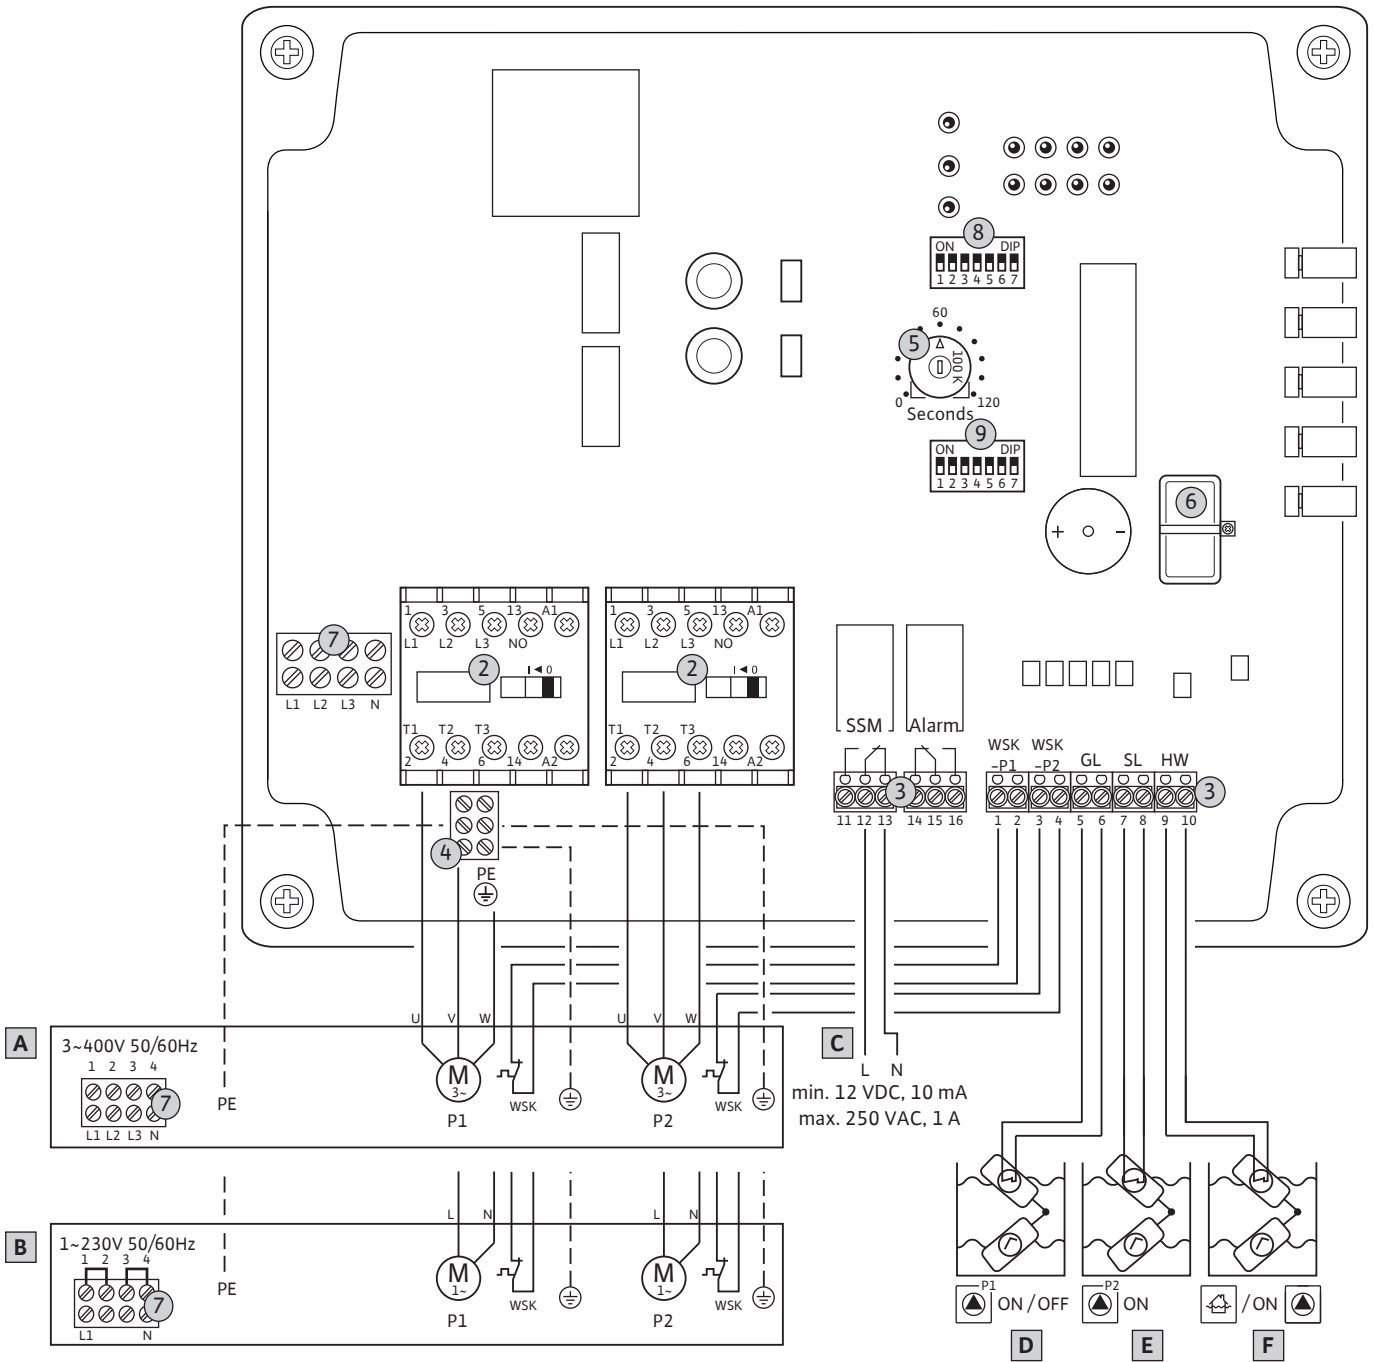 8
ON DIP
1 2 3 4 5 6 7
60
5
100 K
0 120
Seconds
9
ON DIP
1 2 3 4 5 6 7
6
+ -
7
L1 L2 L3 N
1 3 5 13 A1
L1 L2 L3 NO
2
I ◄ 0
T1 T2 T3
2 4 6 14 A2
1 3 5 13 A1
L1 L2 L3 NO
2
I ◄ 0
T1 T2 T3
2 4 6 14 A2
SSM Alarm
WSK WSK
-P1 -P2 GL SL HW
3 3
11 12 13 14 15 16 1 2 3 4 5 6 7 8 9 10
4
PE
U V W U V W
A
3~400V 50/60Hz
1 2 3 4
7
L1 L2 L3 N
PE
M
3~
P1
WSK
M
3~
P2
WSK
C
L N
min. 12 VDC, 10 mA
max. 250 VAC, 1 A
L N L N
B
1~230V 50/60Hz
1 2 3 4
7
L1 N
PE
M
1~
P1
WSK
M
1~
P2
WSK
P1 ON / OFF
D
P2 ON
E
/ ON
F